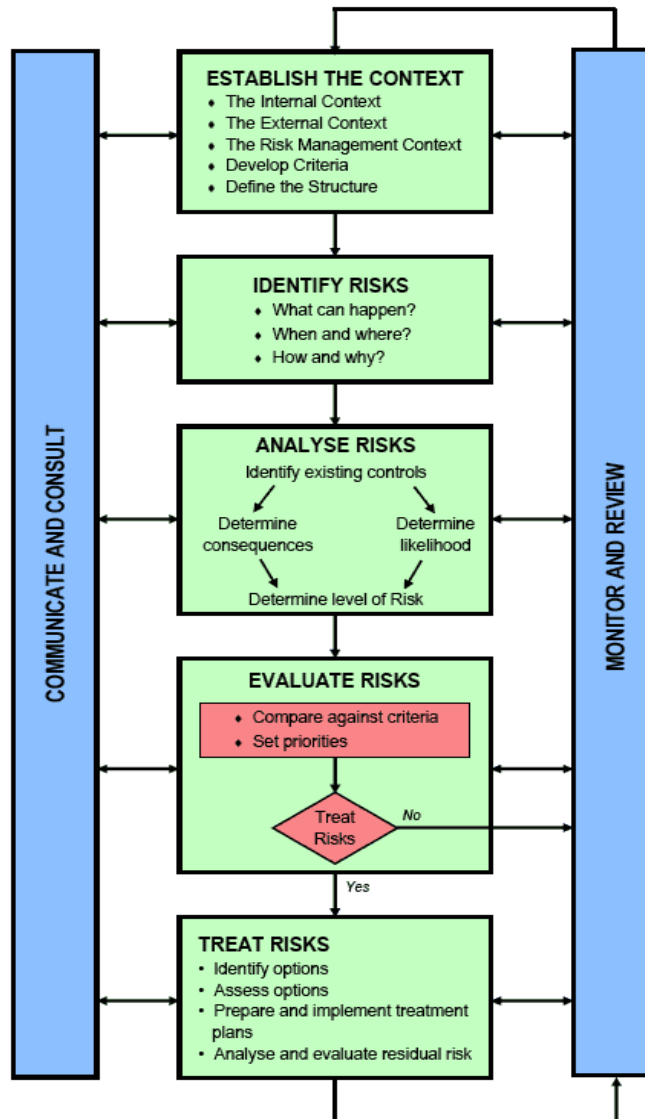 COMMUNICATE AND CONSULT
ESTABLISH THE CONTEXT
♦ The Internal Context
♦ The External Context
♦ The Risk Management Context
♦ Develop Criteria
♦ Define the Structure
IDENTIFY RISKS
♦ What can happen?
♦ When and where?
♦ How and why?
ANALYSE RISKS
Identify existing controls
Determine
consequences
Determine
likelihood
Determine level of Risk
EVALUATE RISKS
♦ Compare against criteria
♦ Set priorities
Treat
Risks
No
Yes
TREAT RISKS
• Identify options
• Assess options
• Prepare and implement treatment
plans
• Analyse and evaluate residual risk
MONITOR AND REVIEW